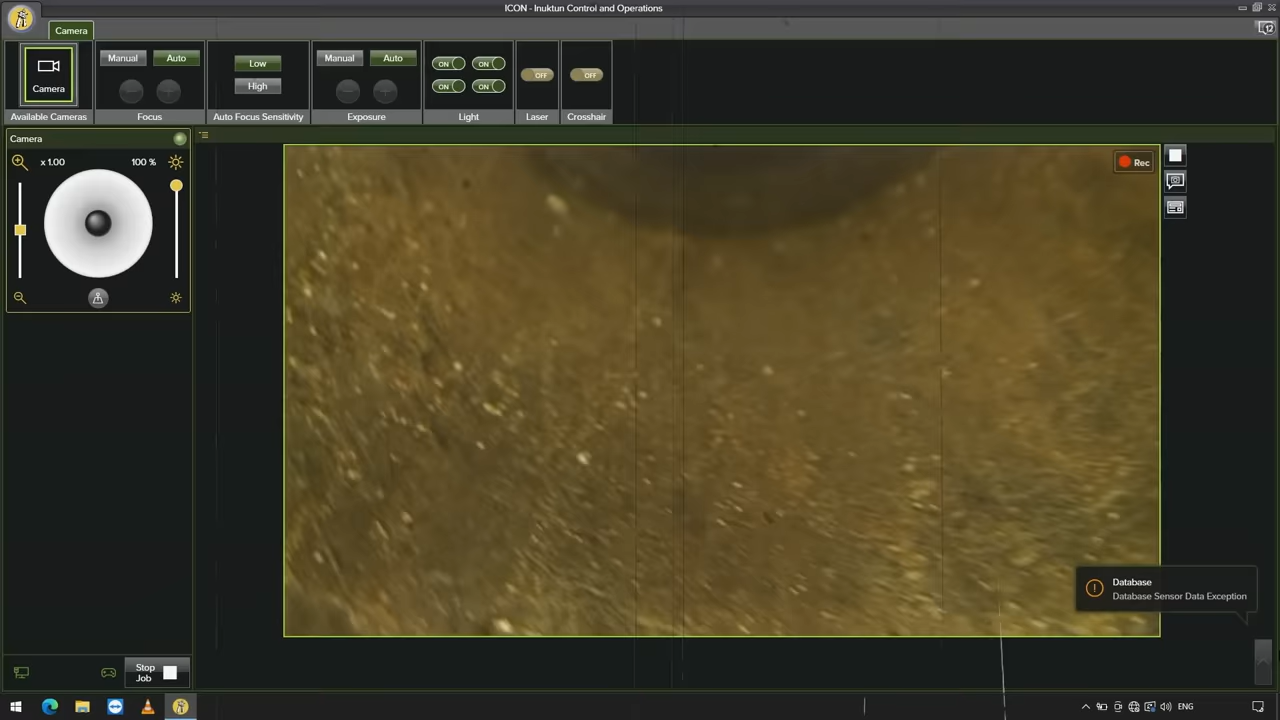 ICON - Inuktun Control and Operations
Camera
12
Camera
Manual
Auto
Low
High
Manual
Auto
ON
ON
ON
ON
OFF
OFF
Available Cameras
Focus
Auto Focus Sensitivity
Exposure
Light
Laser
Crosshair
Camera
x 1.00
100 %
Rec
Database
Database Sensor Data Exception
Stop
Job
ENG